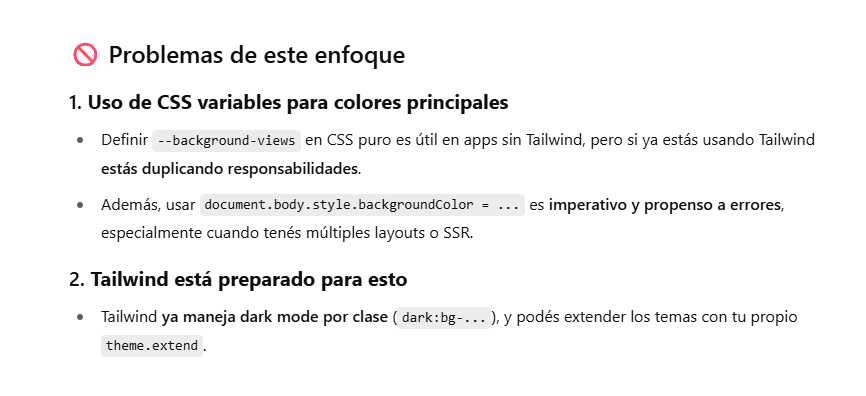 🚫 Problemas de este enfoque
1. Uso de CSS variables para colores principales
• Definir --background-views en CSS puro es útil en apps sin Tailwind, pero si ya estás usando Tailwind
estás duplicando responsabilidades.
• Además, usar document.body.style.backgroundColor = ... es imperativo y propenso a errores,
especialmente cuando tenés múltiples layouts o SSR.
2. Tailwind está preparado para esto
• Tailwind ya maneja dark mode por clase (dark:bg-...), y podés extender los temas con tu propio
theme.extend.